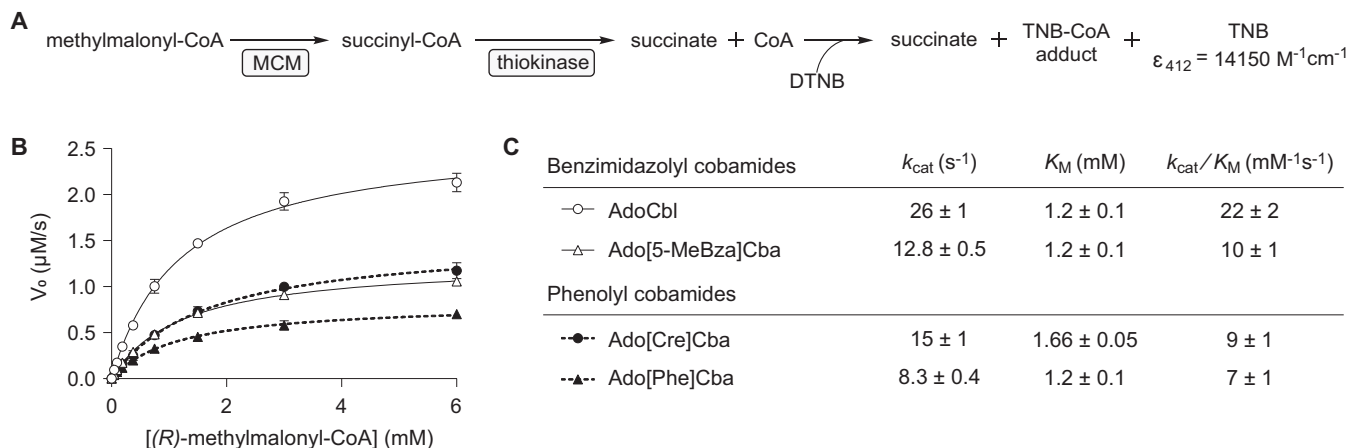 A
methylmalonyl-CoA succinyl-CoA succinate + CoA succinate + TNB-CoA adduct + TNB
MCM thiokinase DTNB ε412 = 14150 M-1cm-1
B
V₀ (µM/s)
2.5
2.0
1.5
1.0
0.5
0.0
0 2 4 6
[(R)-methylmalonyl-CoA] (mM)
C
Benzimidazolyl cobamides kcat (s-1) KM (mM) kcat/KM (mM-1s-1)
AdoCbl 26 ± 1 1.2 ± 0.1 22 ± 2
Ado[5-MeBza]Cba 12.8 ± 0.5 1.2 ± 0.1 10 ± 1
Phenolyl cobamides
Ado[Cre]Cba 15 ± 1 1.66 ± 0.05 9 ± 1
Ado[Phe]Cba 8.3 ± 0.4 1.2 ± 0.1 7 ± 1